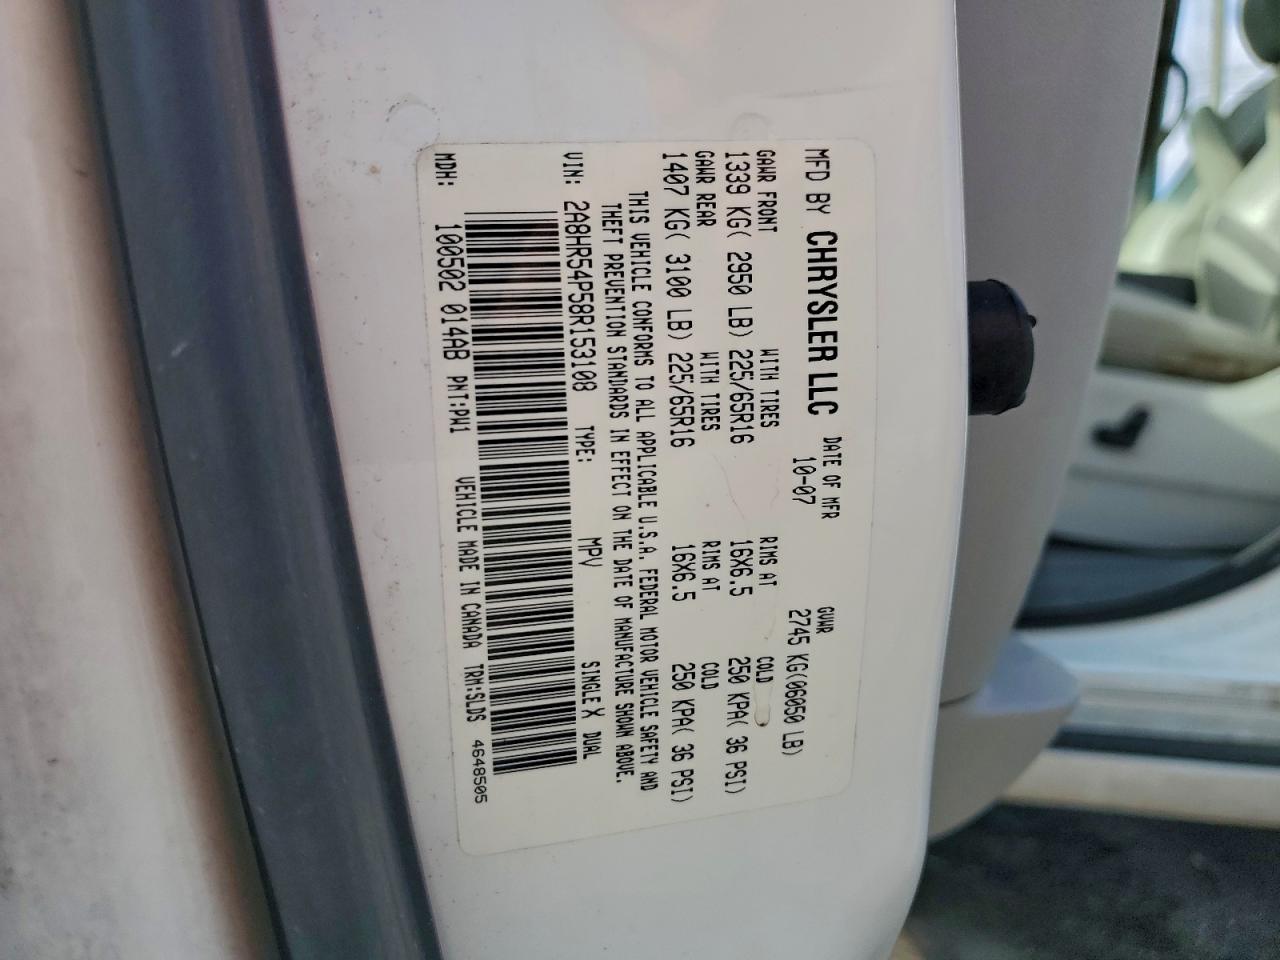 MFD BY CHRYSLER LLC DATE OF MFR 10-07 GVWR 2745 KG(06050 LB)
GAWR FRONT WITH TIRES RIMS AT COLD
1339 KG( 2950 LB) 225/65R16 16X6.5 250 KPA( 36 PSI)
GAWR REAR WITH TIRES RIMS AT COLD
1407 KG( 3100 LB) 225/65R16 16X6.5 250 KPA( 36 PSI)
THIS VEHICLE CONFORMS TO ALL APPLICABLE U.S.A. FEDERAL MOTOR VEHICLE SAFETY AND
THEFT PREVENTION STANDARDS IN EFFECT ON THE DATE OF MANUFACTURE SHOWN ABOVE.
VIN: 2A8HR54P58R153108 TYPE: MPV SINGLE X DUAL
MDH: 100502 014AB PNT:PW1 VEHICLE MADE IN CANADA TRM:SLDS 4648505